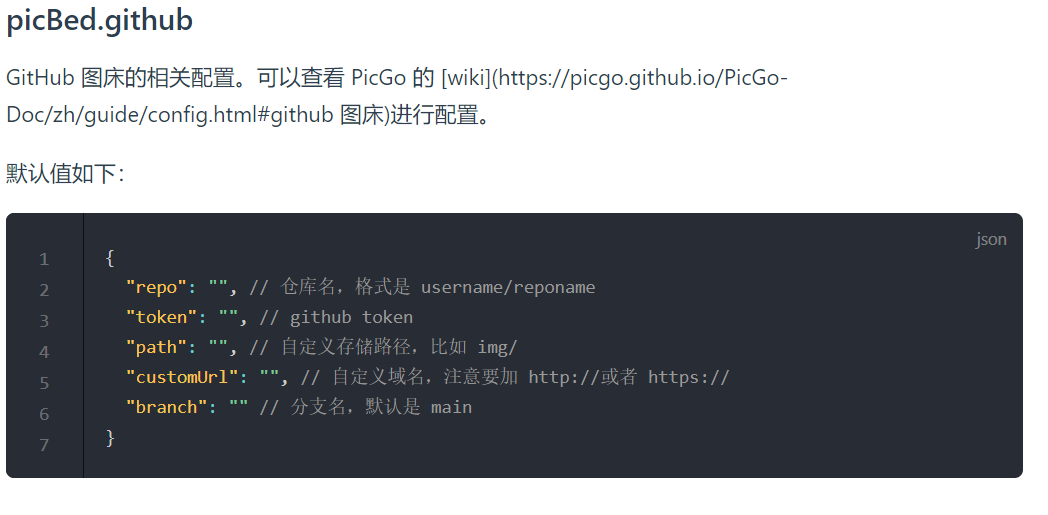 picBed.github
GitHub 图床的相关配置。可以查看 PicGo 的 [wiki](https://picgo.github.io/PicGo-
Doc/zh/guide/config.html#github 图床)进行配置。
默认值如下：
json
1 {
2 "repo": "", // 仓库名，格式是 username/reponame
3 "token": "", // github token
4 "path": "", // 自定义存储路径，比如 img/
5 "customUrl": "", // 自定义域名，注意要加 http://或者 https://
6 "branch": "" // 分支名，默认是 main
7 }